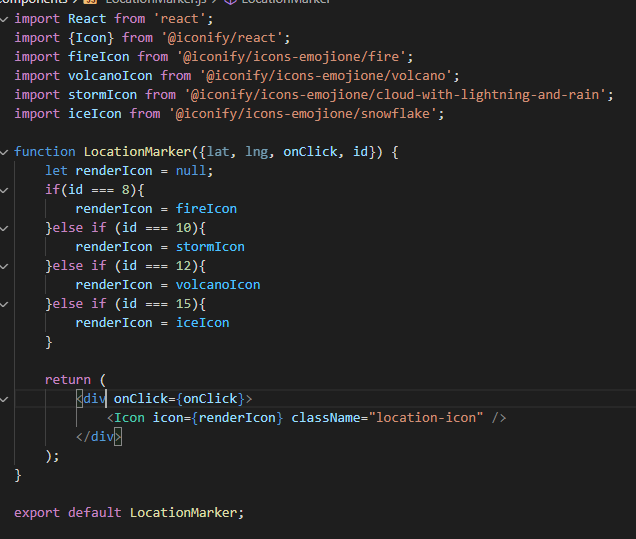 components > LocationMarker.js > LocationMarker
import React from 'react';
import {Icon} from '@iconify/react';
import fireIcon from '@iconify/icons-emojione/fire';
import volcanoIcon from '@iconify/icons-emojione/volcano';
import stormIcon from '@iconify/icons-emojione/cloud-with-lightning-and-rain';
import iceIcon from '@iconify/icons-emojione/snowflake';
function LocationMarker({lat, lng, onClick, id}) {
let renderIcon = null;
if(id === 8){
renderIcon = fireIcon
}else if (id === 10){
renderIcon = stormIcon
}else if (id === 12){
renderIcon = volcanoIcon
}else if (id === 15){
renderIcon = iceIcon
}
return (
<div onClick={onClick}>
<Icon icon={renderIcon} className="location-icon" />
</div>
);
}
export default LocationMarker;